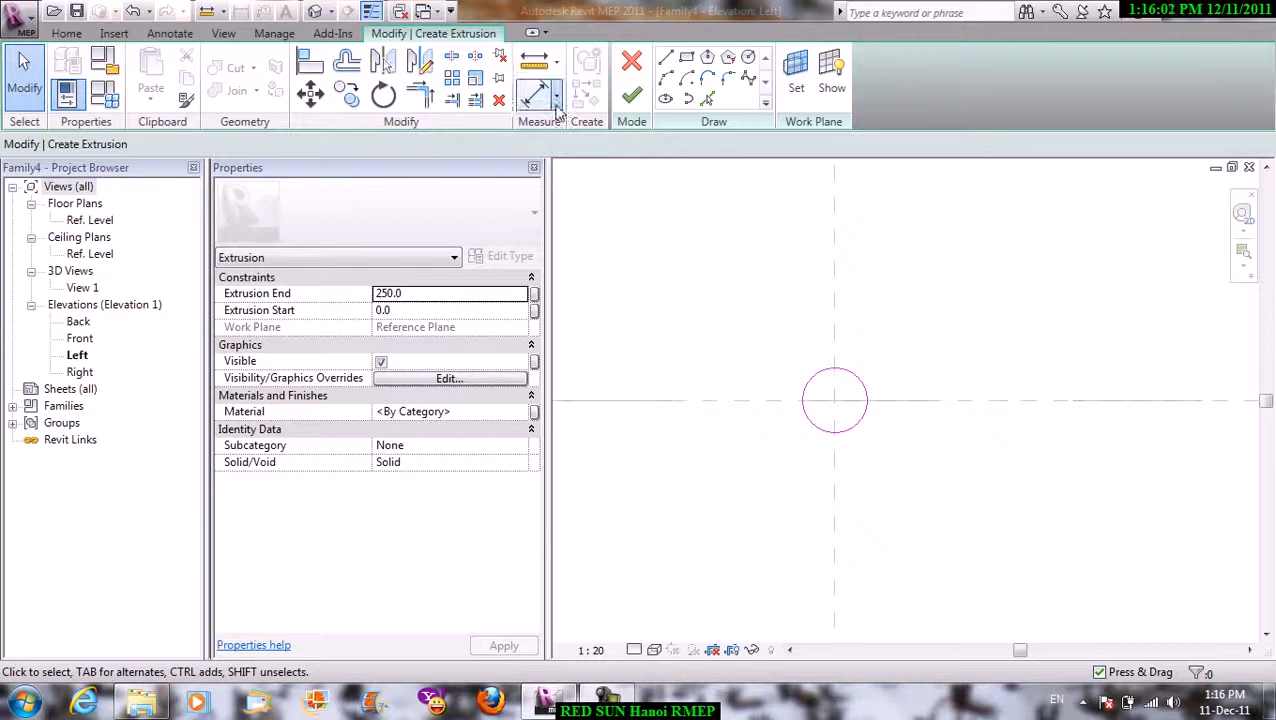 Autodesk Revit MEP 2011 - [Family4 - Elevation: Left]
Type a keyword or phrase
1:16:02 PM 12/11/2011
MEP
Home
Insert
Annotate
View
Manage
Add-Ins
Modify | Create Extrusion
Modify
Paste
Cut
Join
Set
Show
Select
Properties
Clipboard
Geometry
Modify
Measure
Create
Mode
Draw
Work Plane
Modify | Create Extrusion
Family4 - Project Browser
Views (all)
Floor Plans
Ref. Level
Ceiling Plans
Ref. Level
3D Views
View 1
Elevations (Elevation 1)
Back
Front
Left
Right
Sheets (all)
Families
Groups
Revit Links
Properties
Extrusion
Edit Type
Constraints
Extrusion End 250.0
Extrusion Start 0.0
Work Plane Reference Plane
Graphics
Visible
Visibility/Graphics Overrides Edit...
Materials and Finishes
Material <By Category>
Identity Data
Subcategory None
Solid/Void Solid
Properties help
Apply
2D
1 : 20
Click to select, TAB for alternates, CTRL adds, SHIFT unselects.
Press & Drag
:0
EN
1:16 PM
11-Dec-11
RED SUN Hanoi RMEP